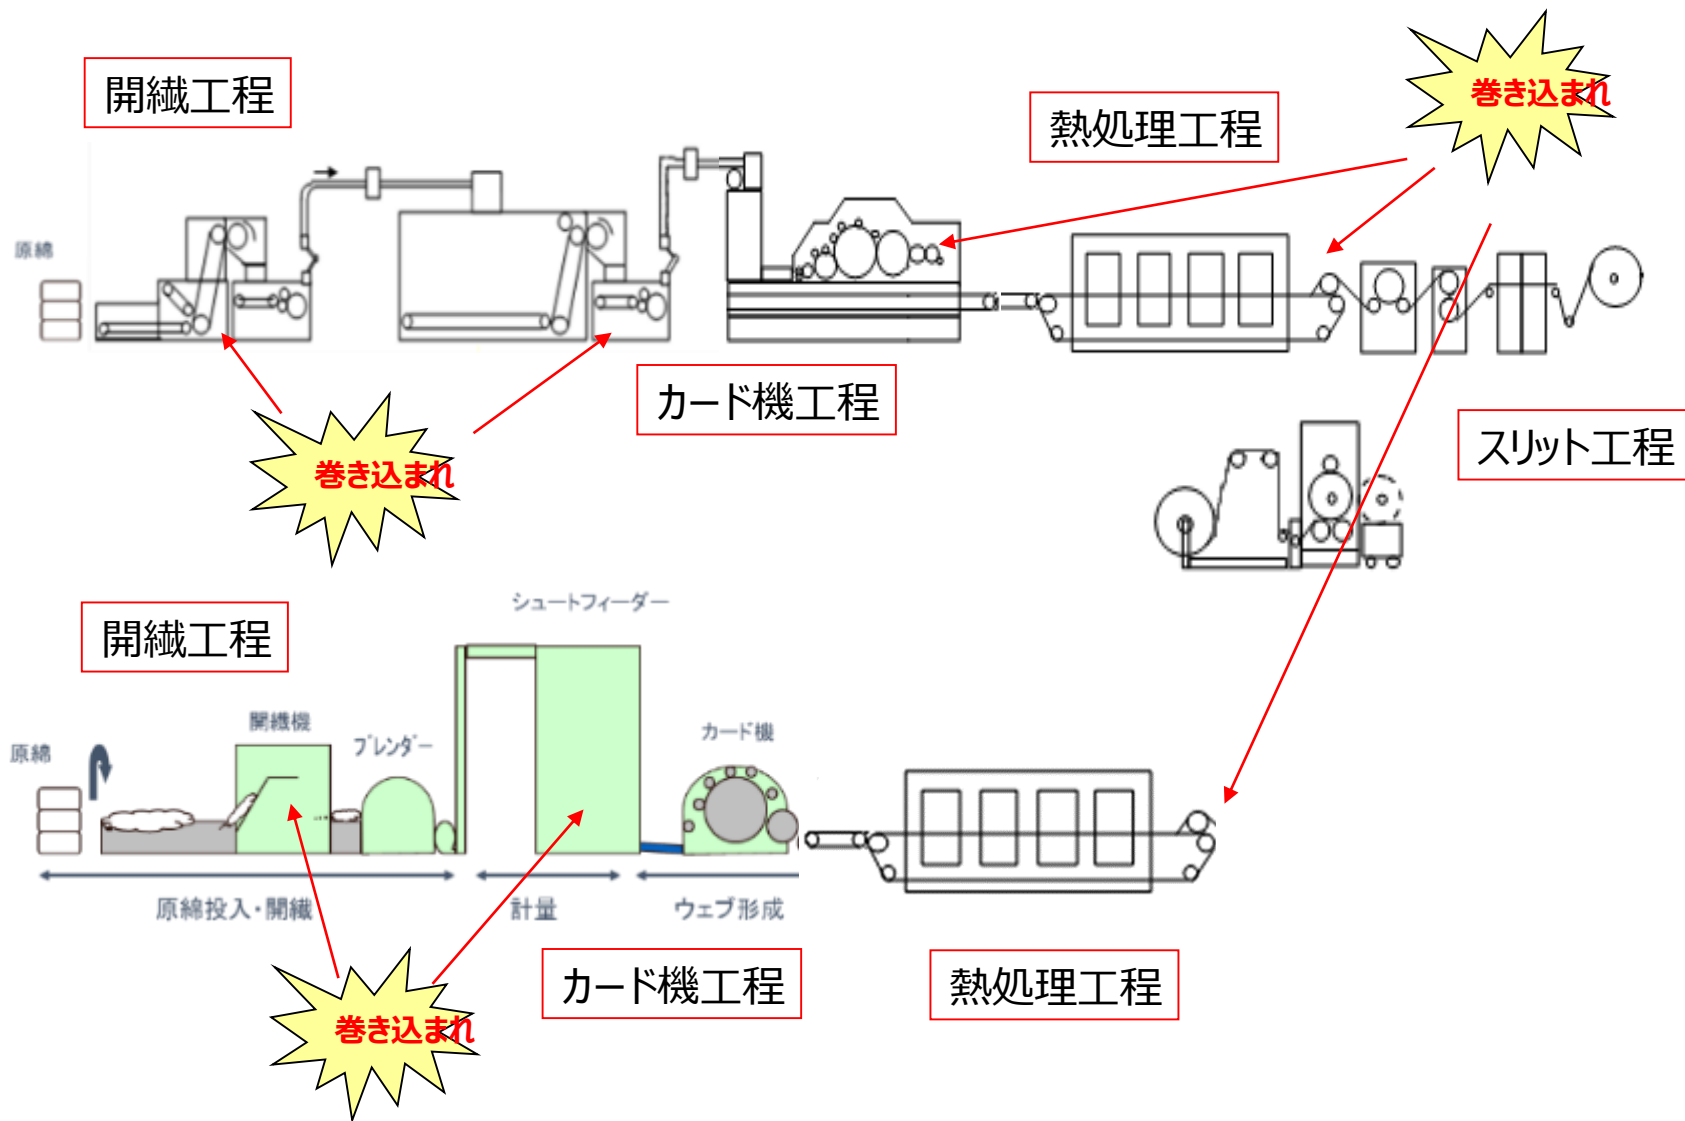 開繊工程
熱処理工程
巻き込まれ
原綿
カード機工程
スリット工程
巻き込まれ
シュートフィーダー
開繊工程
開繊機
ブレンダー
カード機
原綿
原綿投入・開繊
計量
ウェブ形成
カード機工程
熱処理工程
巻き込まれ